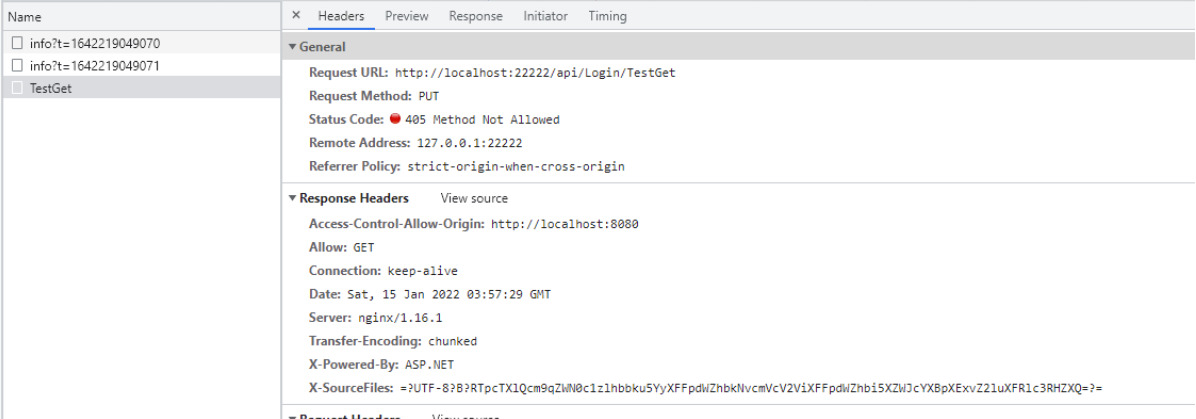 Name
× Headers Preview Response Initiator Timing
info?t=1642219049070
info?t=1642219049071
TestGet
General
Request URL: http://localhost:22222/api/Login/TestGet
Request Method: PUT
Status Code: 405 Method Not Allowed
Remote Address: 127.0.0.1:22222
Referrer Policy: strict-origin-when-cross-origin
Response Headers View source
Access-Control-Allow-Origin: http://localhost:8080
Allow: GET
Connection: keep-alive
Date: Sat, 15 Jan 2022 03:57:29 GMT
Server: nginx/1.16.1
Transfer-Encoding: chunked
X-Powered-By: ASP.NET
X-SourceFiles:
Request Headers View source